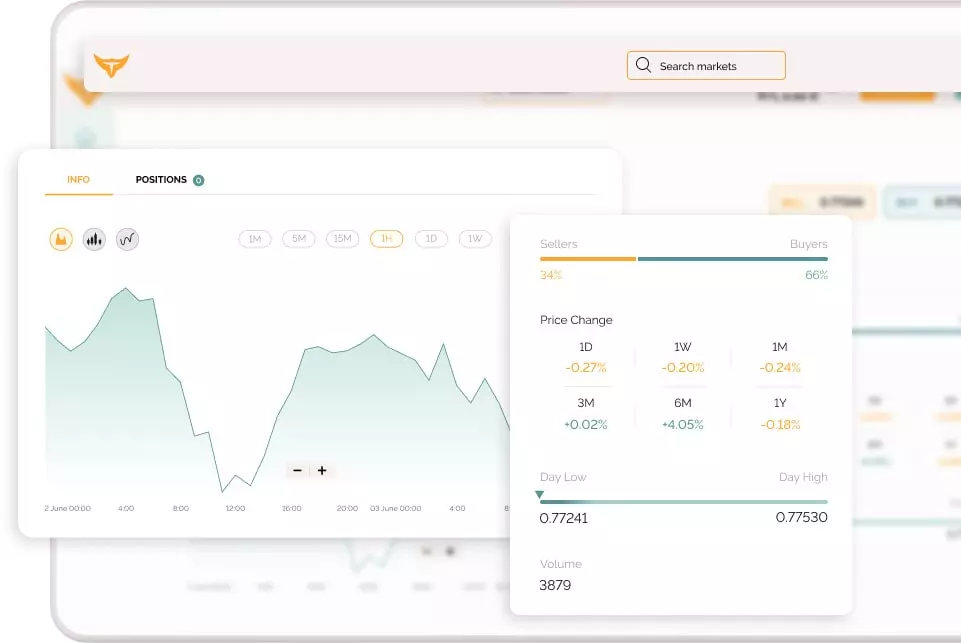 Search markets
INFO POSITIONS 0
1M 5M 15M 1H 1D 1W
2 June 00:00 4:00 8:00 12:00 16:00 20:00 03 June 00:00 4:00
Sellers Buyers
34% 66%
Price Change
1D 1W 1M
-0.27% -0.20% -0.24%
3M 6M 1Y
+0.02% +4.05% -0.18%
Day Low Day High
0.77241 0.77530
Volume
3879